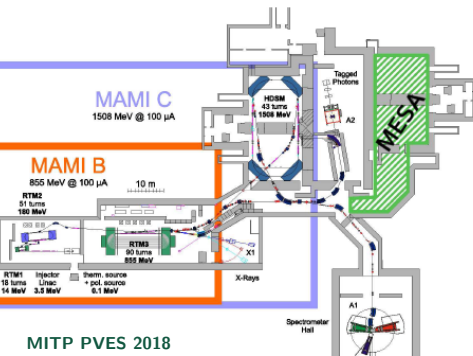 MAMI C
1508 MeV @ 100 µA
HDSM
43 turns
1508 MeV
Tagged
Photons
A2
MESA
MAMI B
855 MeV @ 100 µA
10 m
RTM2
51 turns
180 MeV
RTM3
90 turns
855 MeV
X1
RTM1
18 turns
14 MeV
Injector
Linac
3.5 MeV
therm. source
+ pol. source
0.1 MeV
X-Rays
A1
Spectrometer
Hall
MITP PVES 2018